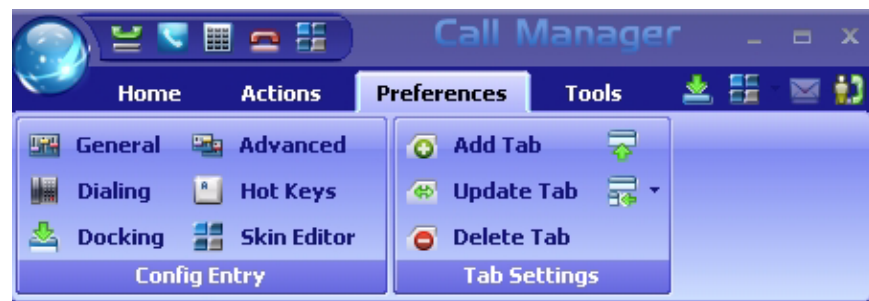 Call Manager
Home Actions Preferences Tools
General Advanced Add Tab
Dialing Hot Keys Update Tab
Docking Skin Editor Delete Tab
Config Entry Tab Settings